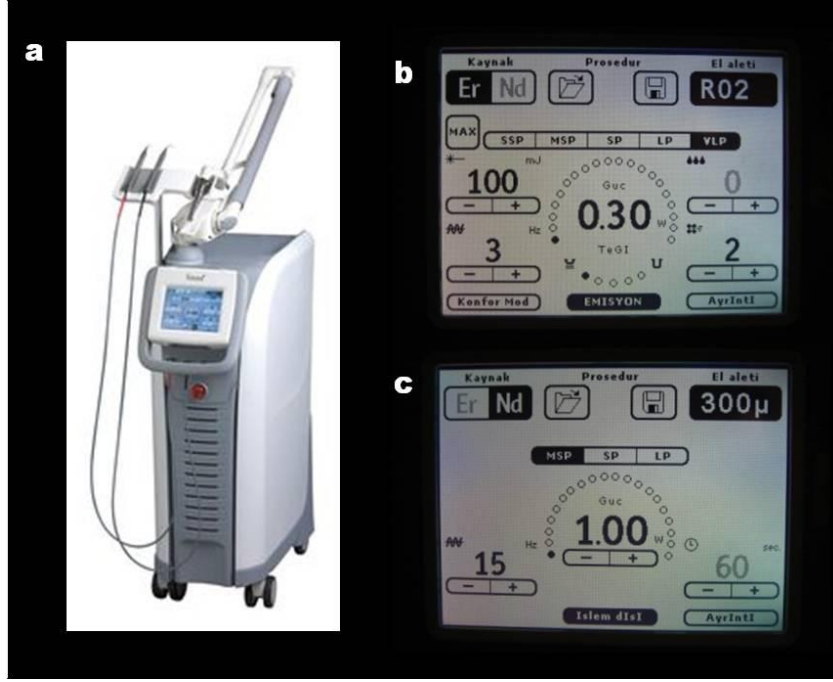 a
b
Kaynak Prosedur El aleti
Er Nd R02
MAX SSP MSP SP LP VLP
mJ
100 Guc 0
- + 0.30 W - +
Hz
3 TeGI 2
- + - +
Konfor Mod EMISYON AyrIntI
c
Kaynak Prosedur El aleti
Er Nd 300µ
MSP SP LP
Guc
1.00 W
Hz - + sec.
15 60
- + - +
Islem dIsI AyrIntI